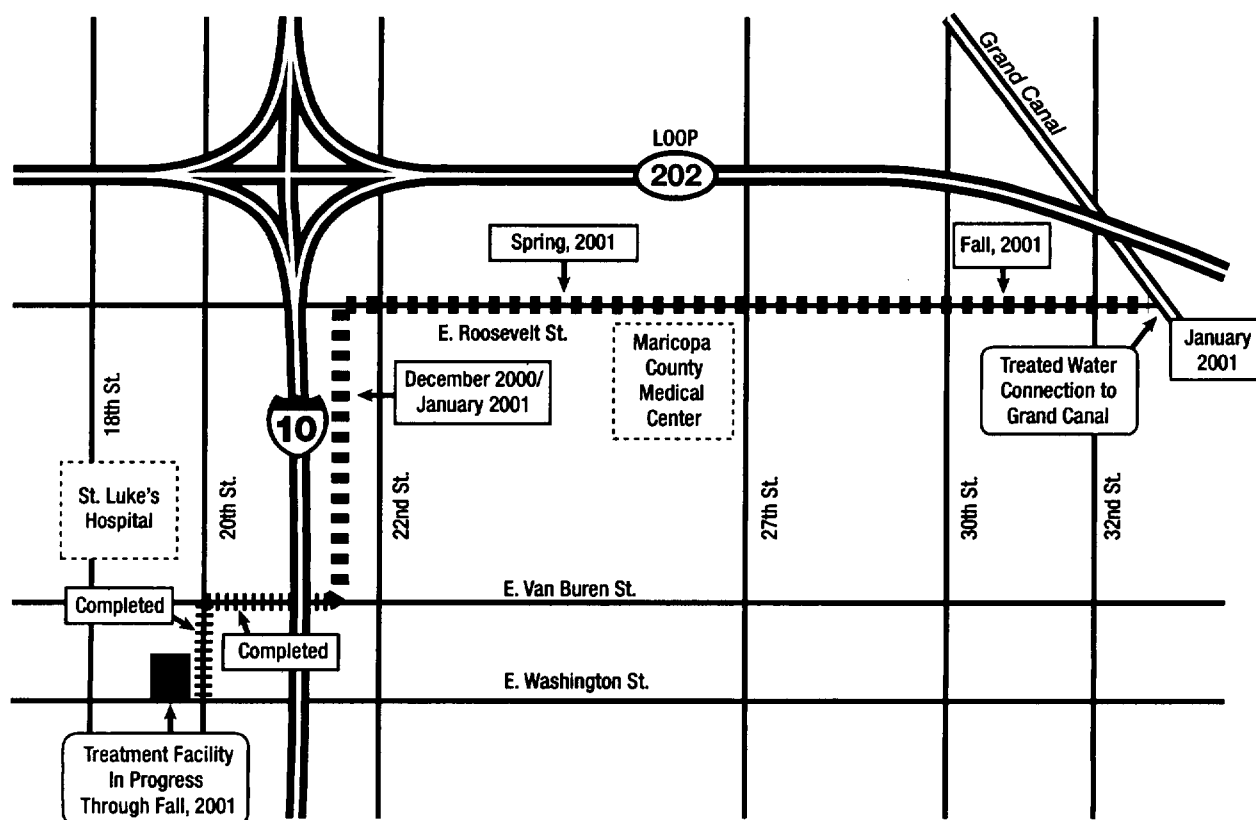 Grand Canal
LOOP
202
Spring, 2001
Fall, 2001
E. Roosevelt St.
Maricopa
County
Medical
Center
Treated Water
Connection to
Grand Canal
January
2001
December 2000/
January 2001
18th St.
10
St. Luke's
Hospital
20th St.
22nd St.
27th St.
30th St.
32nd St.
E. Van Buren St.
Completed
Completed
E. Washington St.
Treatment Facility
In Progress
Through Fall, 2001